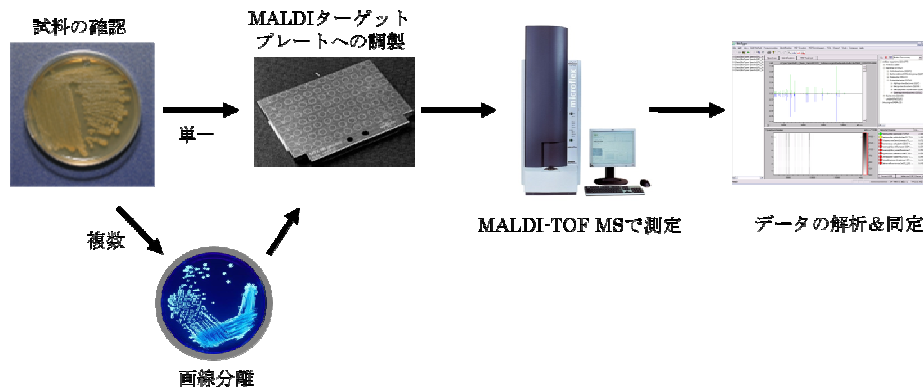 試料の確認
MALDIターゲット
プレートへの調製
単一
複数
画線分離
MALDI-TOF MSで測定
データの解析&同定